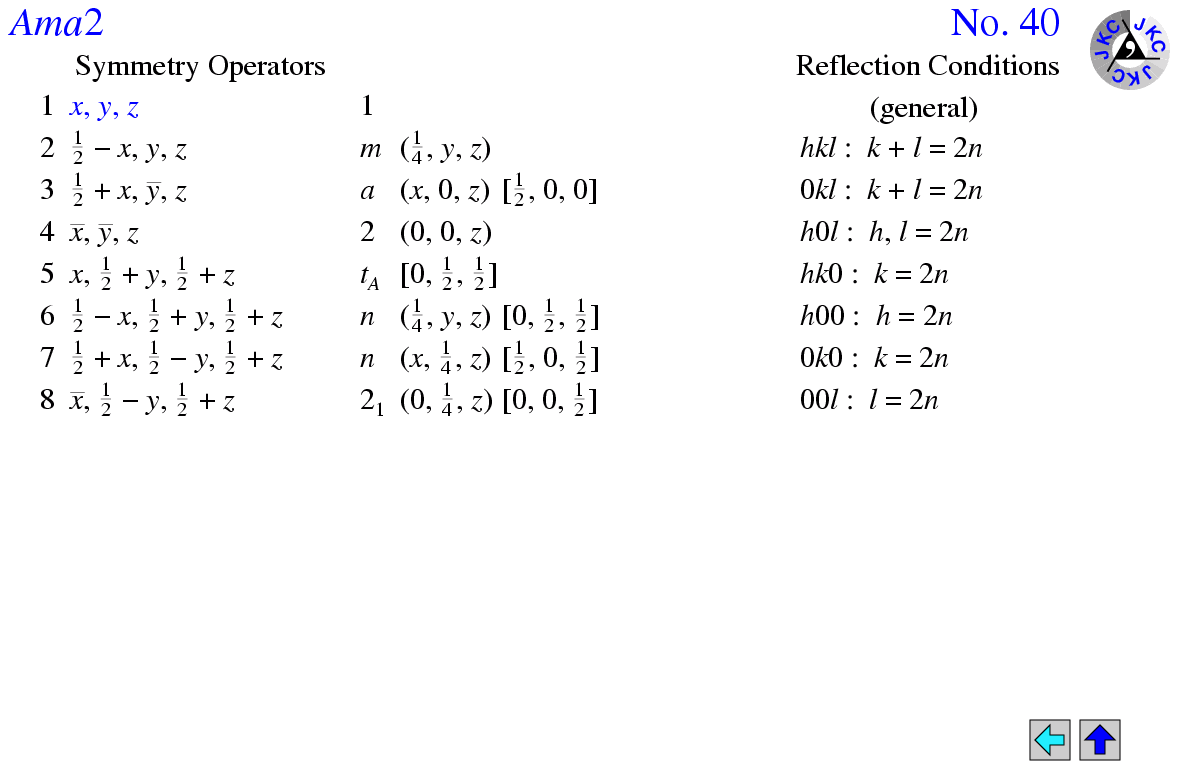 Ama2 No. 40
Symmetry Operators Reflection Conditions
1 x, y, z 1 (general)
2 ½ − x, y, z m (¼, y, z) hkl : k + l = 2n
3 ½ + x, y̅, z a (x, 0, z) [½, 0, 0] 0kl : k + l = 2n
4 x̅, y̅, z 2 (0, 0, z) h0l : h, l = 2n
5 x, ½ + y, ½ + z t_A [0, ½, ½] hk0 : k = 2n
6 ½ − x, ½ + y, ½ + z n (¼, y, z) [0, ½, ½] h00 : h = 2n
7 ½ + x, ½ − y, ½ + z n (x, ¼, z) [½, 0, ½] 0k0 : k = 2n
8 x̅, ½ − y, ½ + z 2₁ (0, ¼, z) [0, 0, ½] 00l : l = 2n
JKC JKC JKC